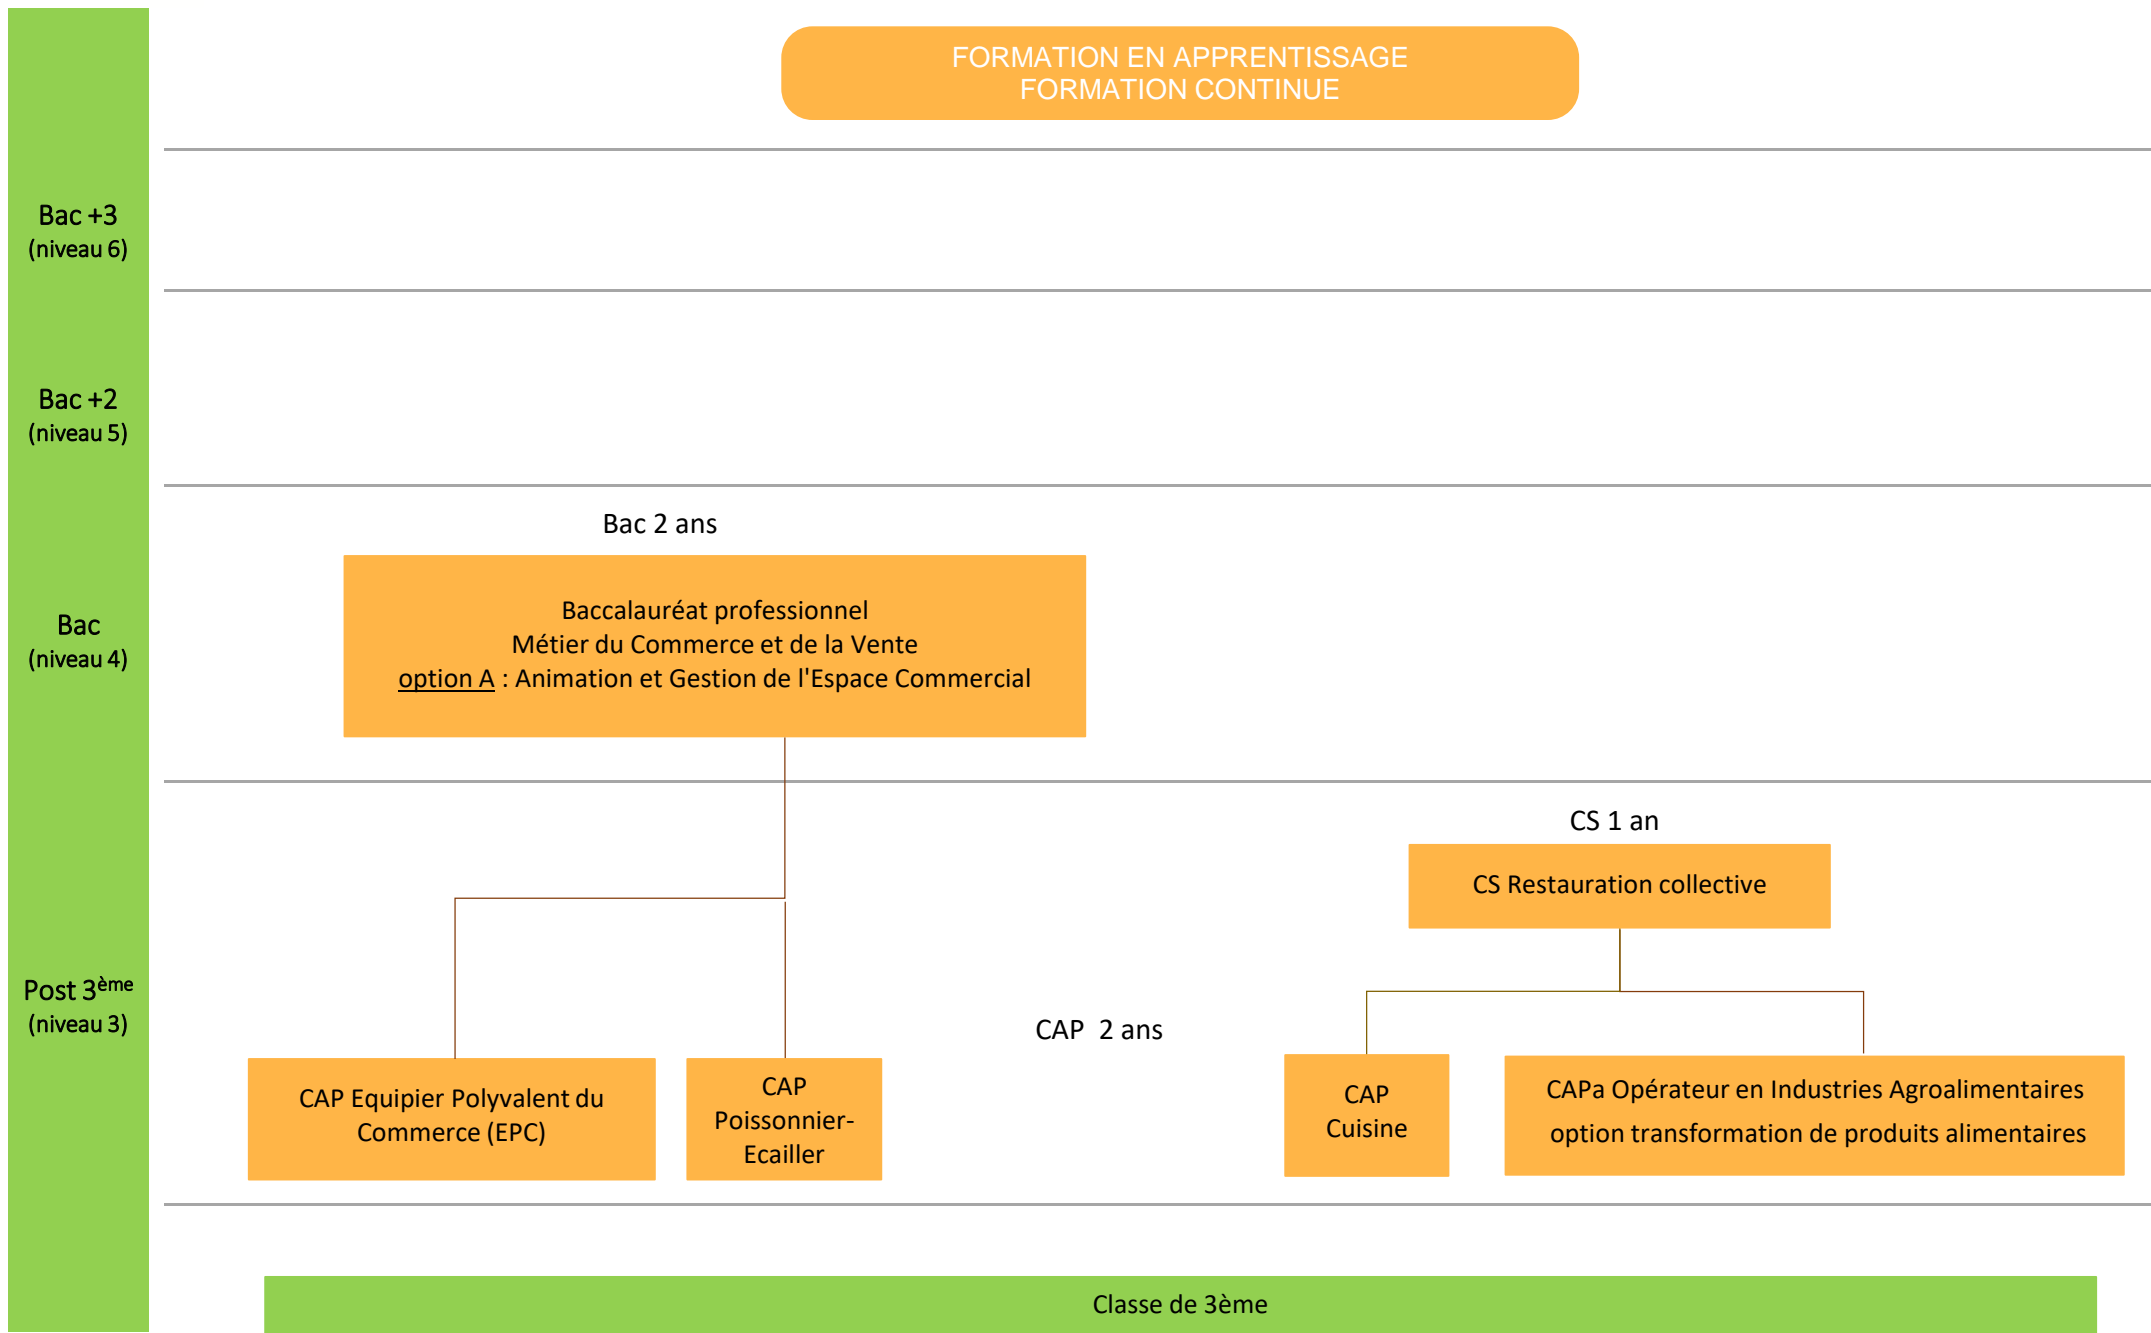 FORMATION EN APPRENTISSAGE
FORMATION CONTINUE
Bac +3
(niveau 6)
Bac +2
(niveau 5)
Bac 2 ans
Bac
(niveau 4)
Baccalauréat professionnel
Métier du Commerce et de la Vente
option A : Animation et Gestion de l'Espace Commercial
CS 1 an
CS Restauration collective
Post 3ème
(niveau 3)
CAP  2 ans
CAP Equipier Polyvalent du
Commerce (EPC)
CAP
Poissonnier-
Ecailler
CAP
Cuisine
CAPa Opérateur en Industries Agroalimentaires
option transformation de produits alimentaires
Classe de 3ème